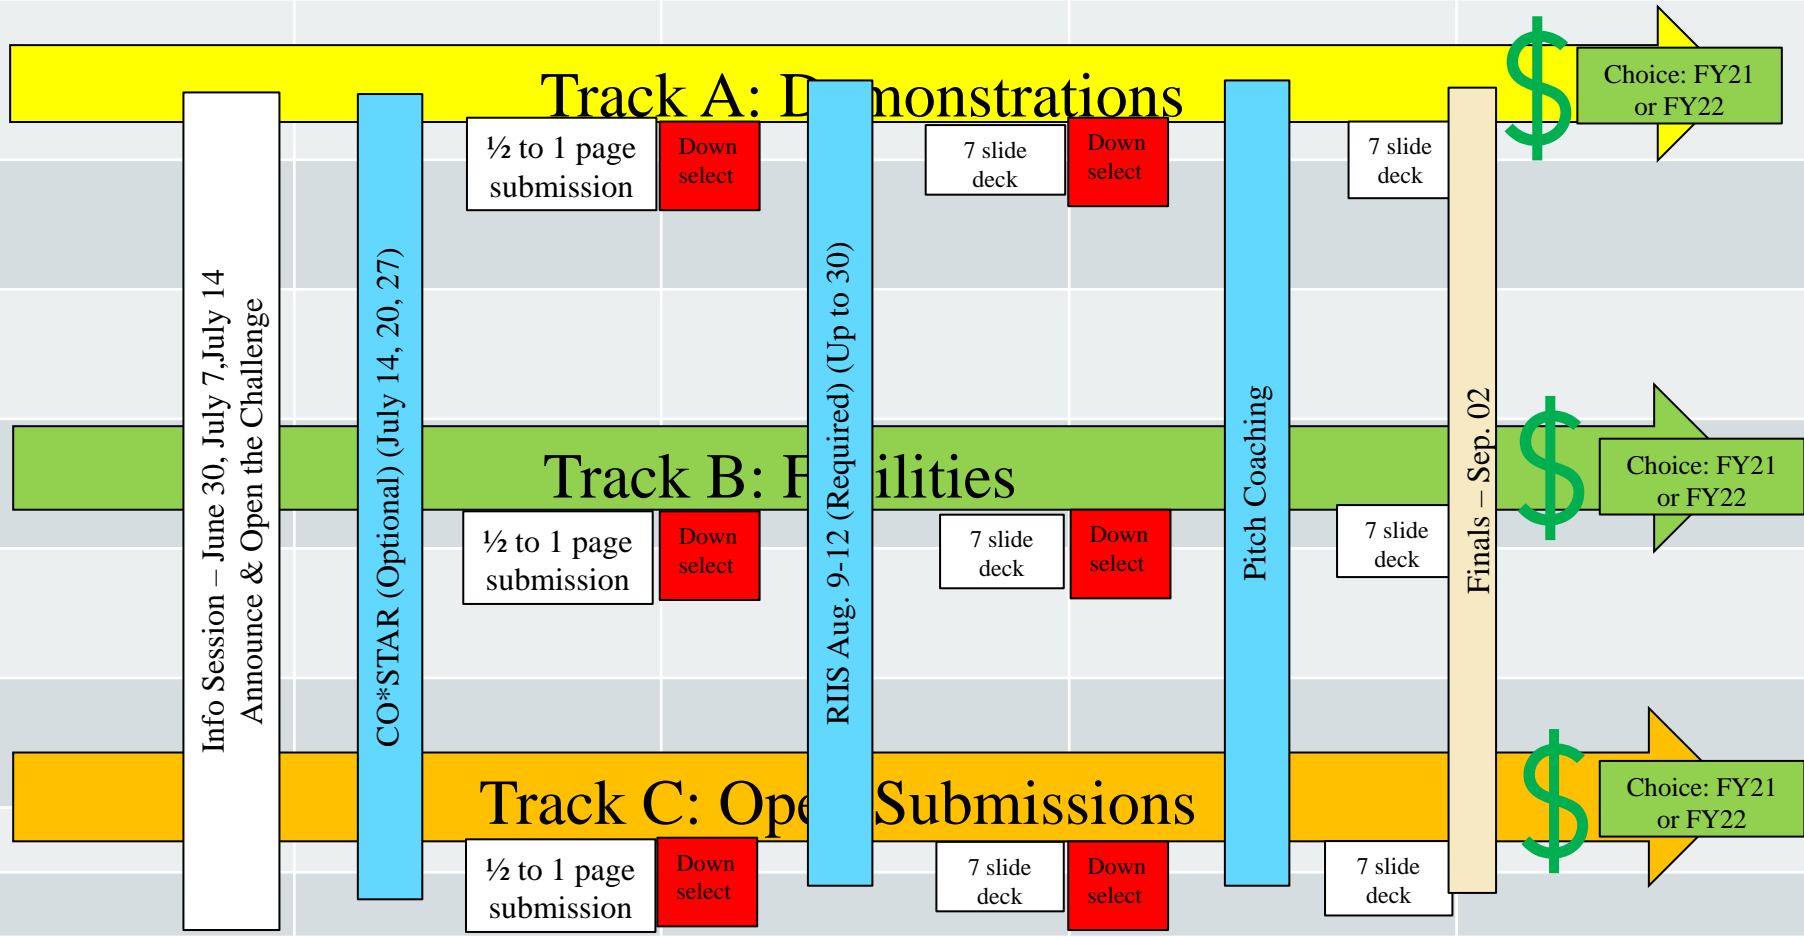 Track A: Demonstrations
Choice: FY21
or FY22
½ to 1 page
submission
Down
select
7 slide
deck
Down
select
7 slide
deck
Info Session – June 30, July 7,July 14
Announce & Open the Challenge
CO*STAR (Optional) (July 14, 20, 27)
RIIS Aug. 9-12 (Required) (Up to 30)
Pitch Coaching
Finals – Sep. 02
$
Track B: Facilities
Choice: FY21
or FY22
½ to 1 page
submission
Down
select
7 slide
deck
Down
select
7 slide
deck
$
Track C: Open Submissions
Choice: FY21
or FY22
½ to 1 page
submission
Down
select
7 slide
deck
Down
select
7 slide
deck
$